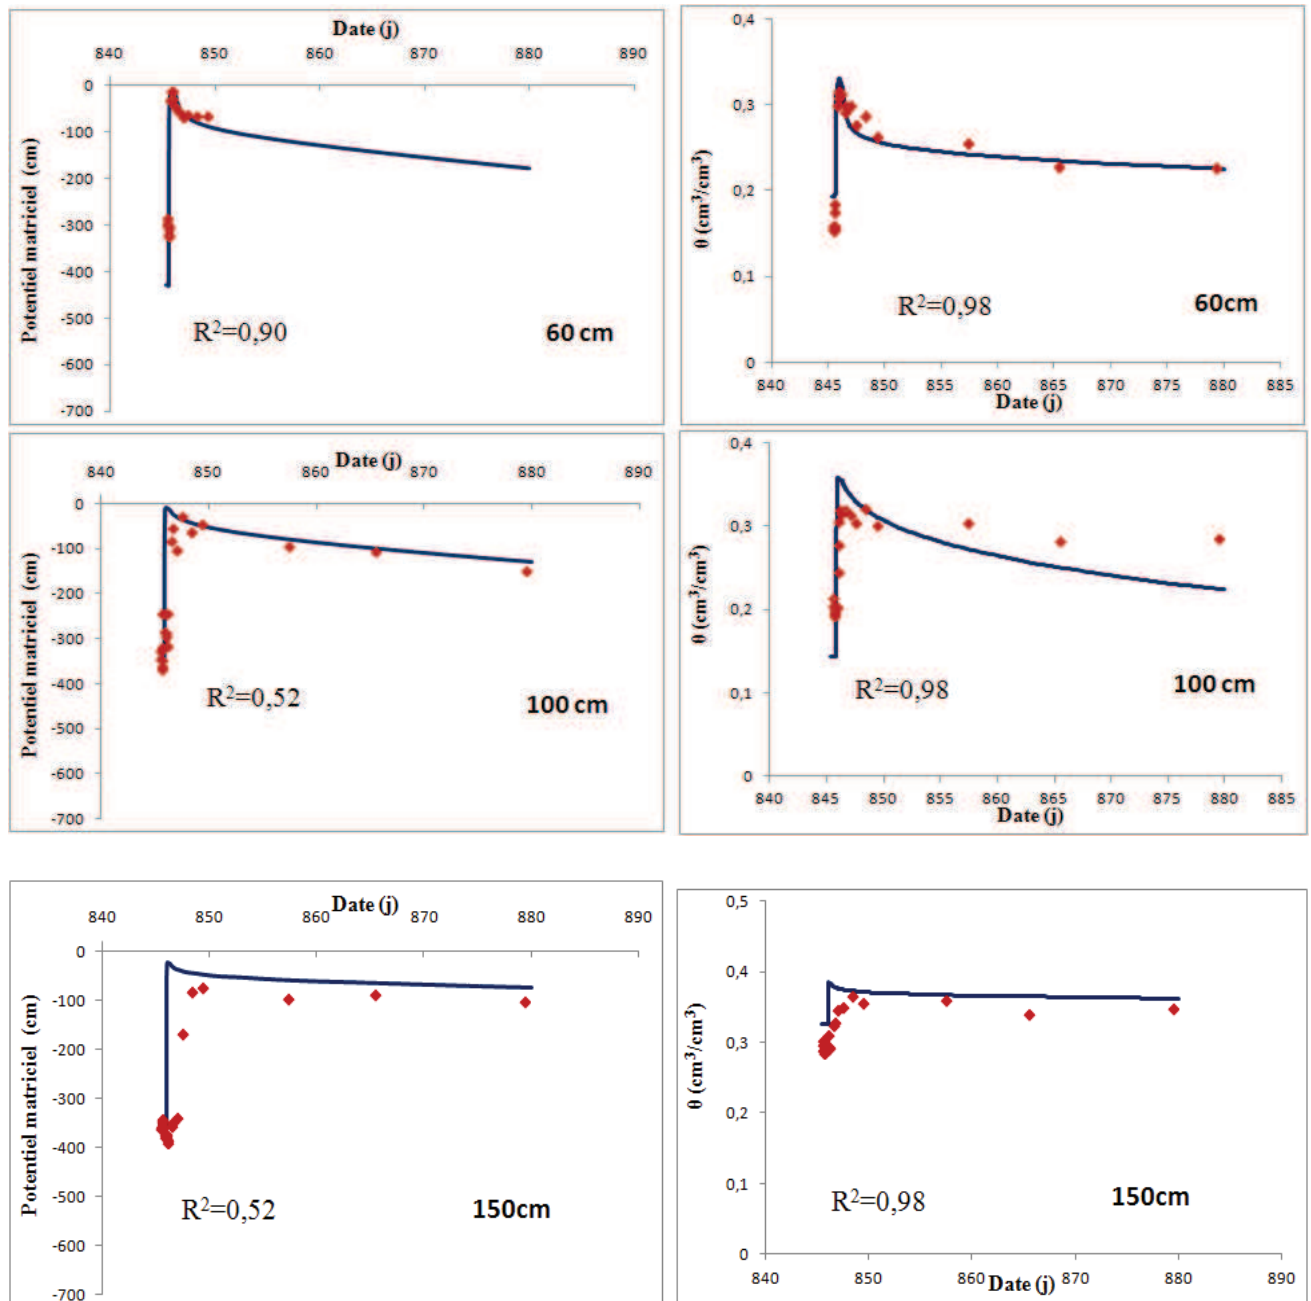 Date (j)
840 850 860 870 880 890
0
-100
-200
-300
-400
-500
-600
-700
Potentiel matriciel (cm)
R²=0,90
60 cm
0,4
0,3
0,2
0,1
0
θ (cm³/cm³)
R²=0,98
60cm
840 845 850 855 860 865 870 875 880 885
Date (j)
Date (j)
840 850 860 870 880 890
0
-100
-200
-300
-400
-500
-600
-700
Potentiel matriciel (cm)
R²=0,52
100 cm
0,4
0,3
0,2
0,1
0
θ (cm³/cm³)
R²=0,98
100 cm
840 845 850 855 860 865 870 875 880 885
Date (j)
Date (j)
840 850 860 870 880 890
0
-100
-200
-300
-400
-500
-600
-700
Potentiel matriciel (cm)
R²=0,52
150cm
0,5
0,4
0,3
0,2
0,1
0
θ (cm³/cm³)
R²=0,98
150cm
840 850 860 870 880 890
Date (j)